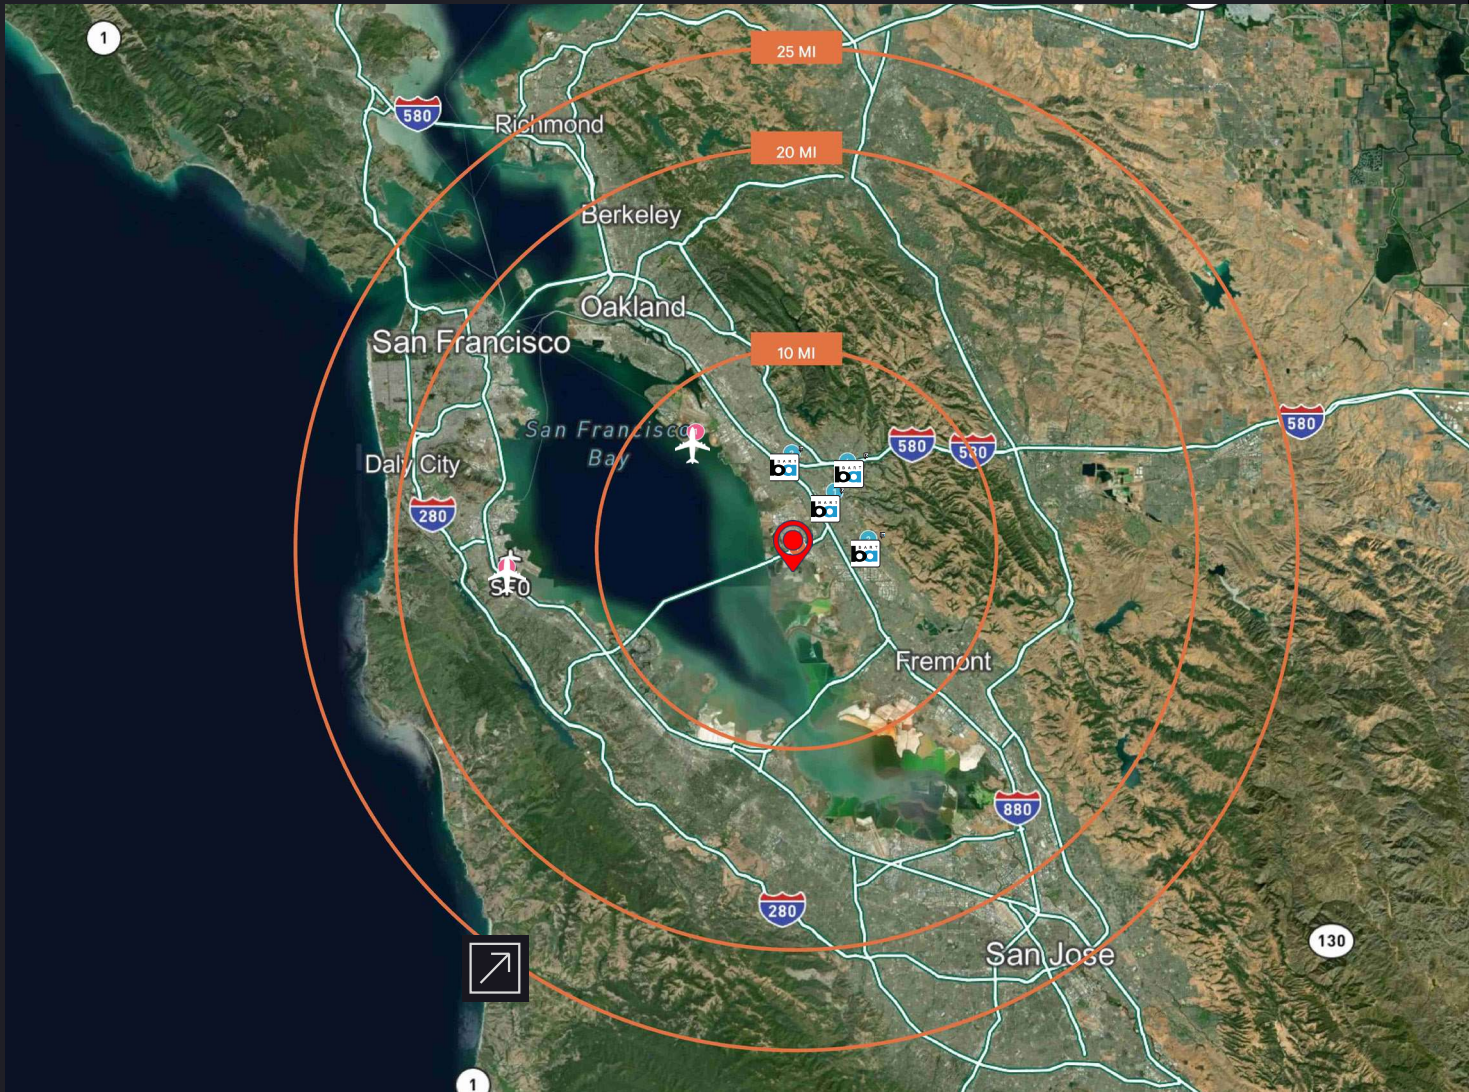 1
25 MI
580
Richmond
20 MI
Berkeley
Oakland
San Francisco
10 MI
580
San Francisco
Bay
580
580
Daly City
280
SFO
Fremont
880
280
130
San Jose
1